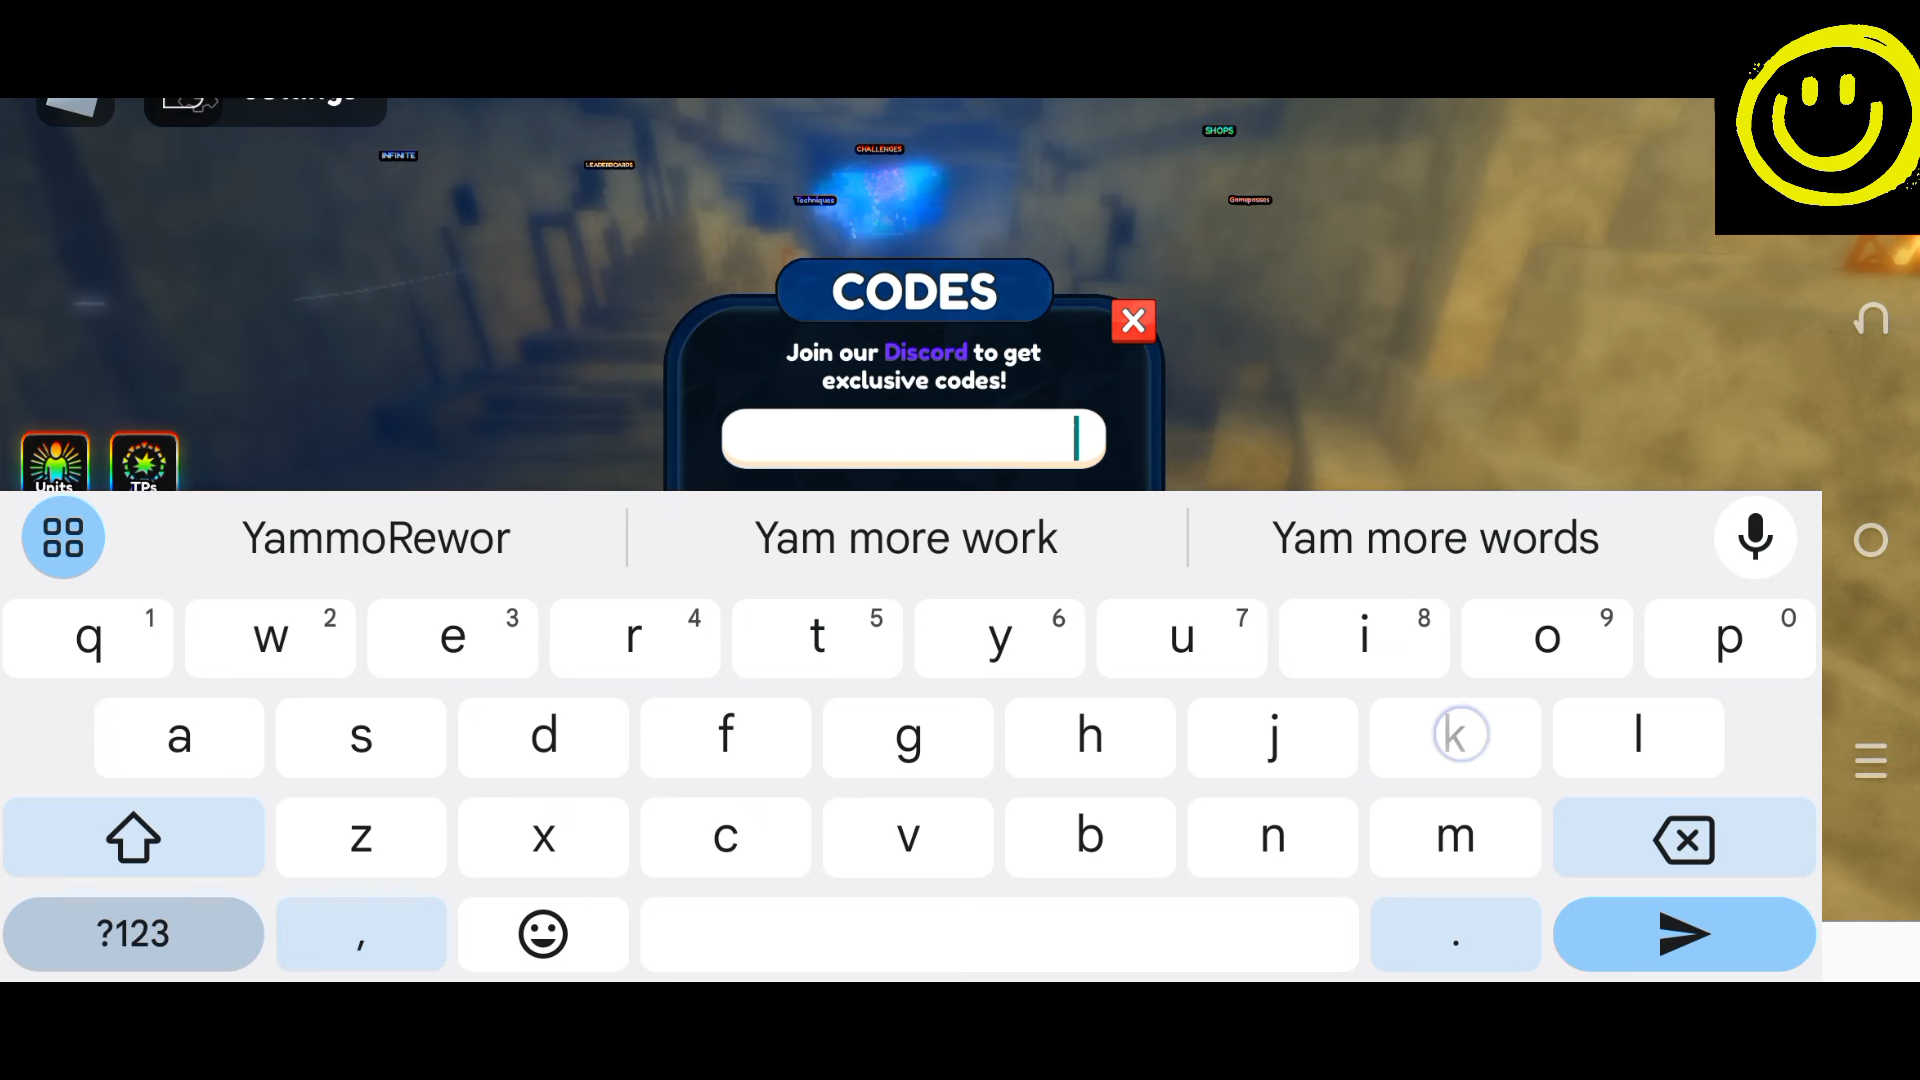 Settings
INFINITE
LEADERBOARDS
CHALLENGES
SHOPS
Techniques
Gamepasses
CODES
Join our Discord to get
exclusive codes!
Units
TPs
YammoRewor
Yam more work
Yam more words
q 1 w 2 e 3 r 4 t 5 y 6 u 7 i 8 o 9 p 0
a s d f g h j k l
z x c v b n m
?123 , .